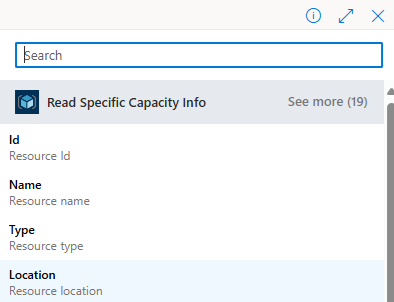 Search
Read Specific Capacity Info See more (19)
Id
Resource Id
Name
Resource name
Type
Resource type
Location
Resource location